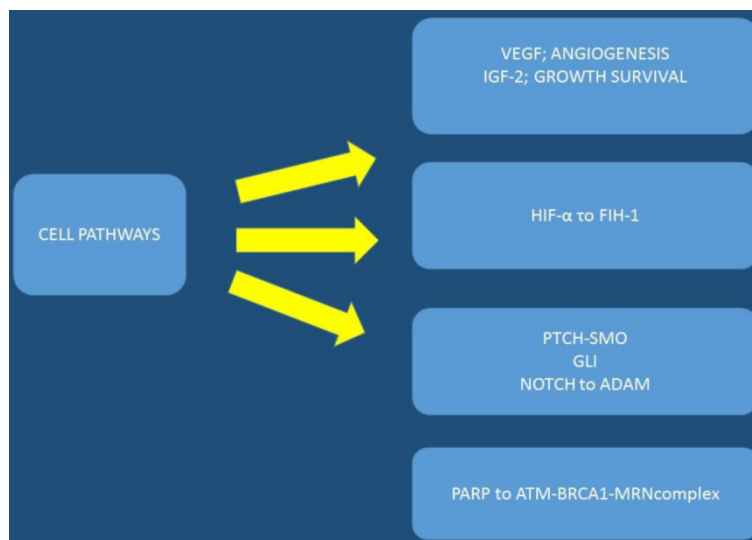 VEGF; ANGIOGENESIS
IGF-2; GROWTH SURVIVAL
CELL PATHWAYS
HIF-α το FIH-1
PTCH-SMO
GLI
NOTCH to ADAM
PARP to ATM-BRCA1-MRNcomplex